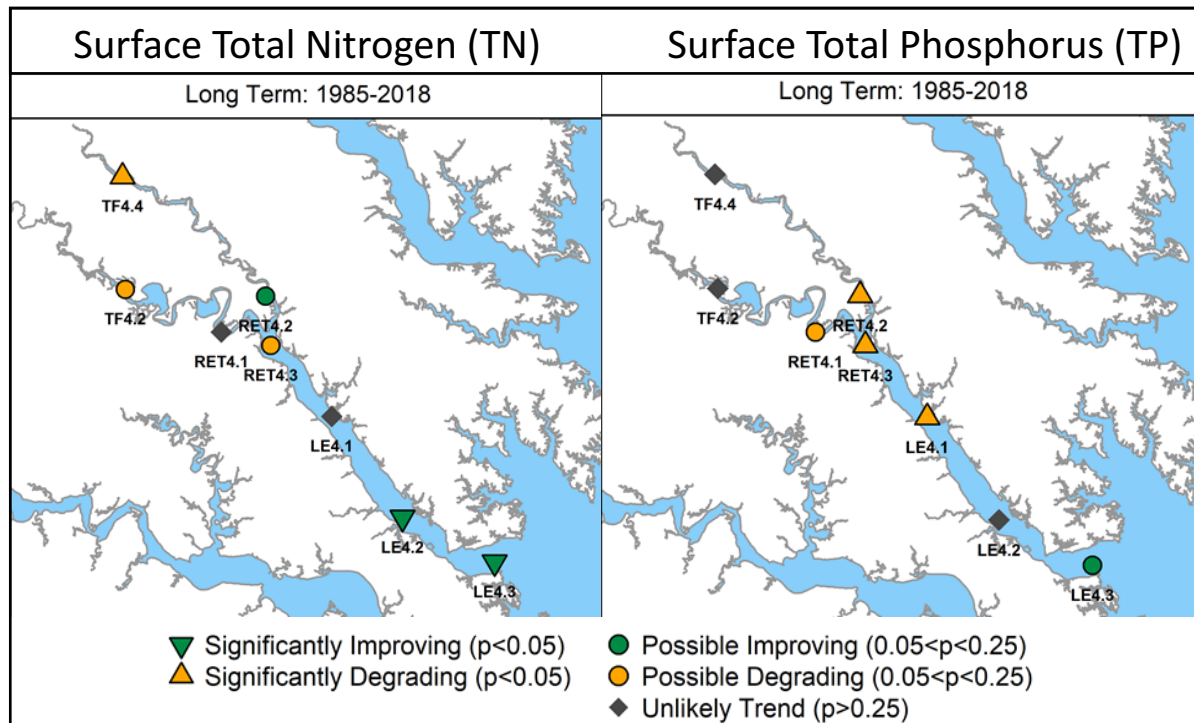 Surface Total Nitrogen (TN)
Long Term: 1985-2018
TF4.4
TF4.2
RET4.2
RET4.1
RET4.3
LE4.1
LE4.2
LE4.3
Surface Total Phosphorus (TP)
Long Term: 1985-2018
TF4.4
TF4.2
RET4.2
RET4.1
RET4.3
LE4.1
LE4.2
LE4.3
Significantly Improving (p<0.05)
Significantly Degrading (p<0.05)
Possible Improving (0.05<p<0.25)
Possible Degrading (0.05<p<0.25)
Unlikely Trend (p>0.25)